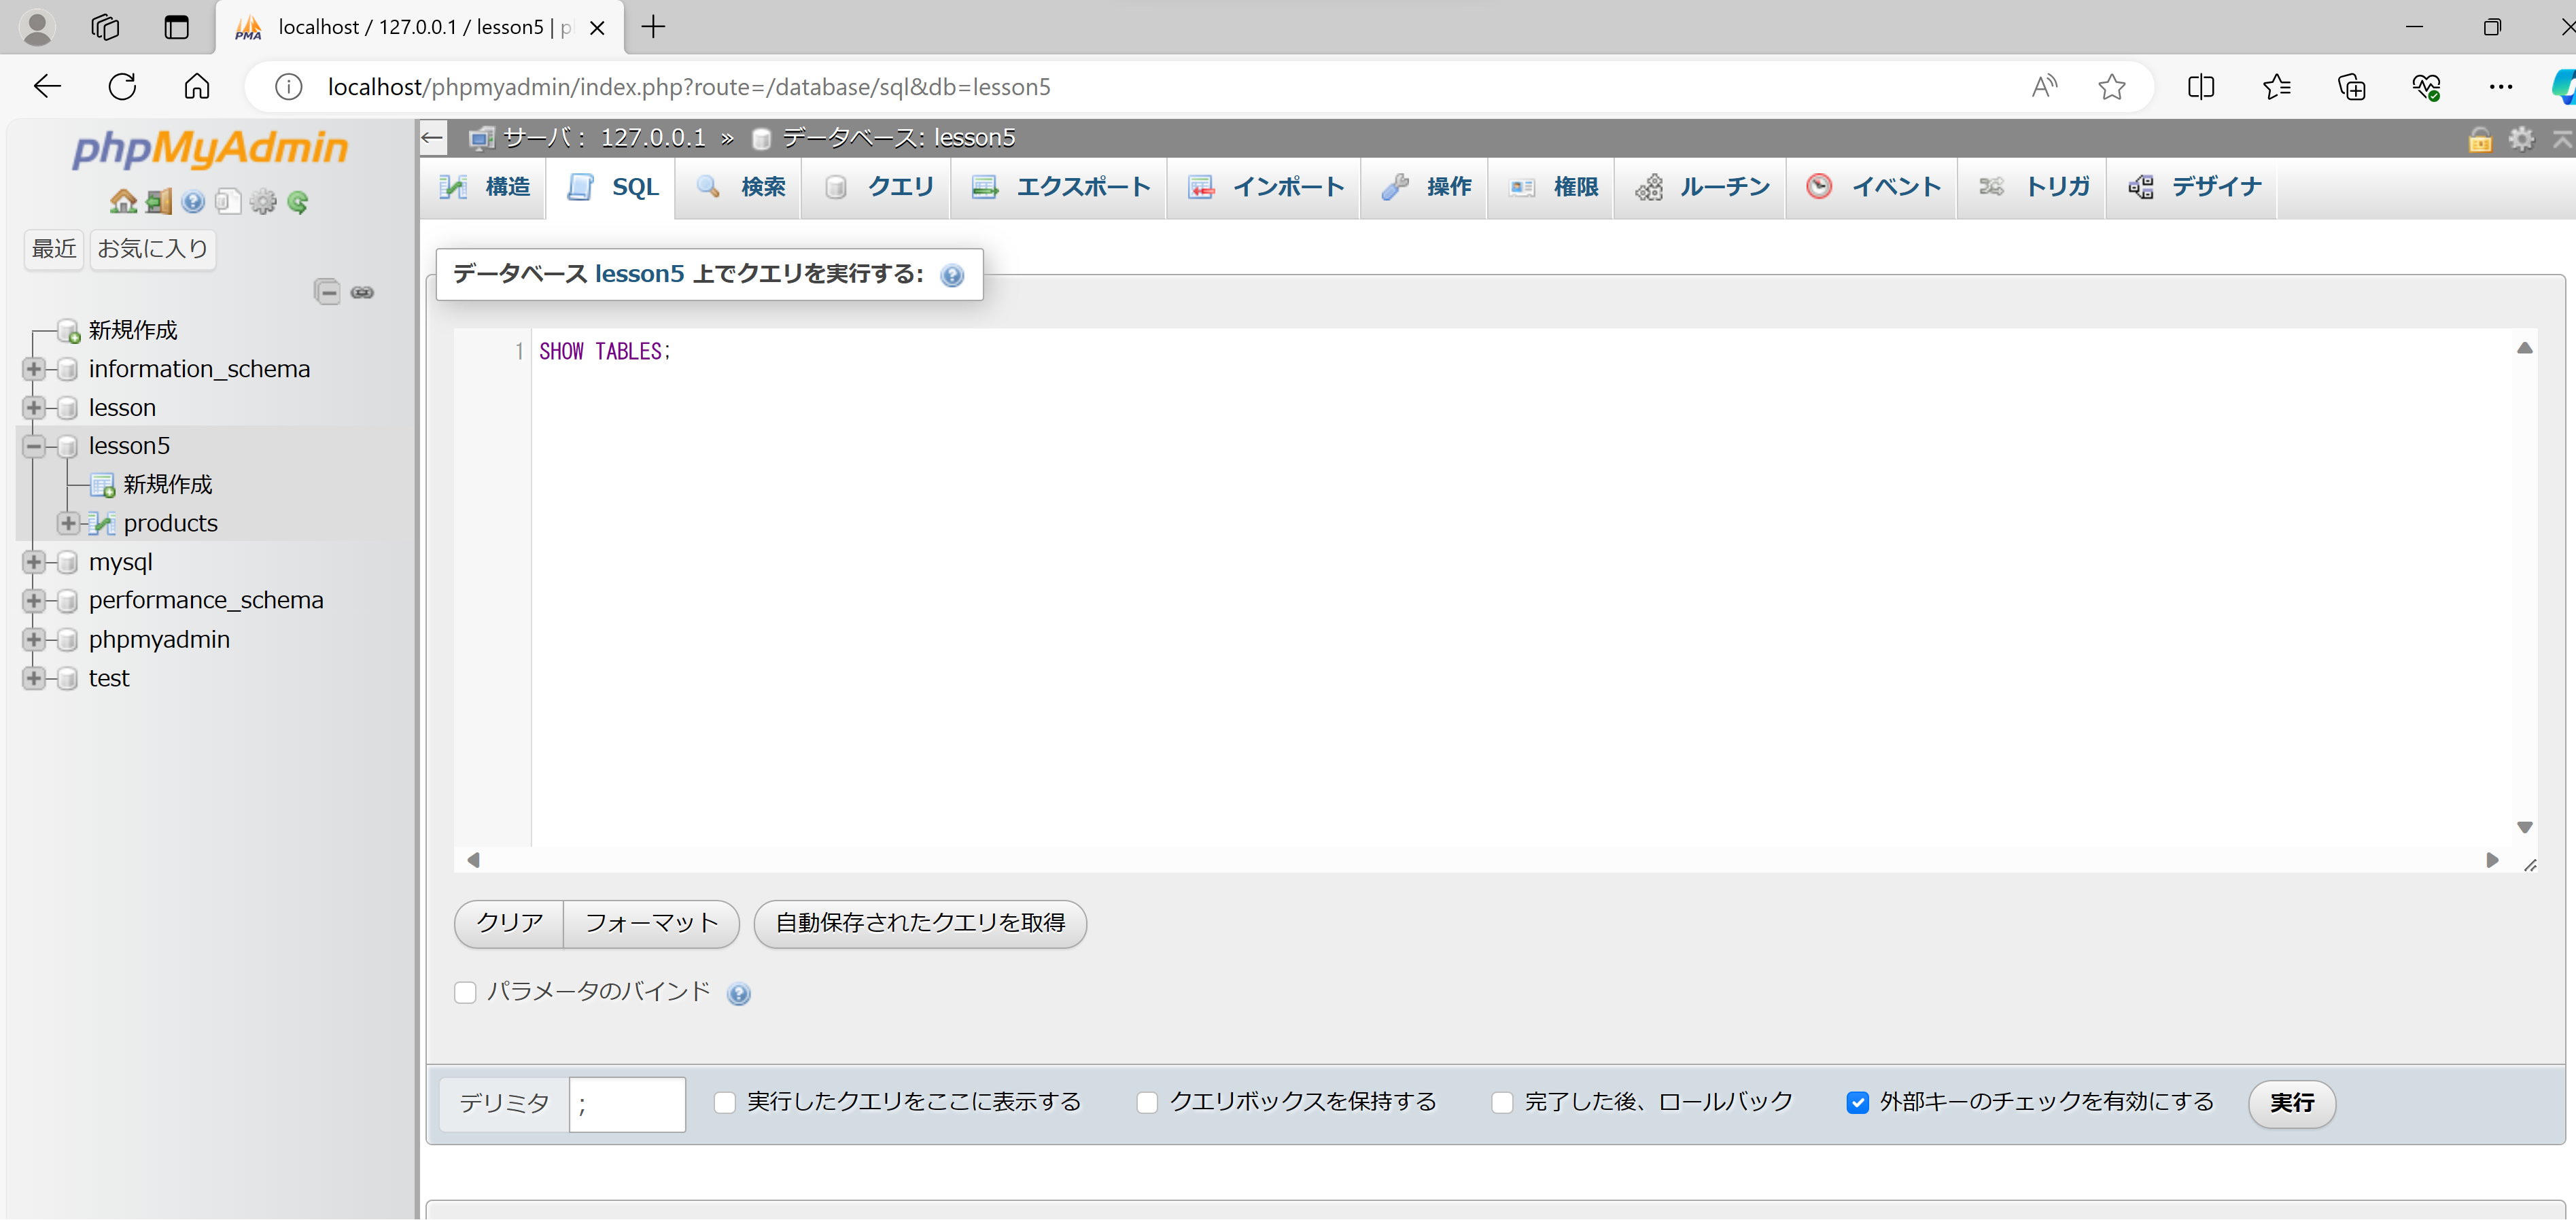 localhost / 127.0.0.1 / lesson5 | p
localhost/phpmyadmin/index.php?route=/database/sql&db=lesson5
phpMyAdmin
最近 お気に入り
新規作成
information_schema
lesson
lesson5
新規作成
products
mysql
performance_schema
phpmyadmin
test
サーバ： 127.0.0.1 » データベース: lesson5
構造 SQL 検索 クエリ エクスポート インポート 操作 権限 ルーチン イベント トリガ デザイナ
データベース lesson5 上でクエリを実行する:
1 SHOW TABLES;
クリア フォーマット 自動保存されたクエリを取得
パラメータのバインド
デリミタ ; 実行したクエリをここに表示する クエリボックスを保持する 完了した後、ロールバック 外部キーのチェックを有効にする 実行